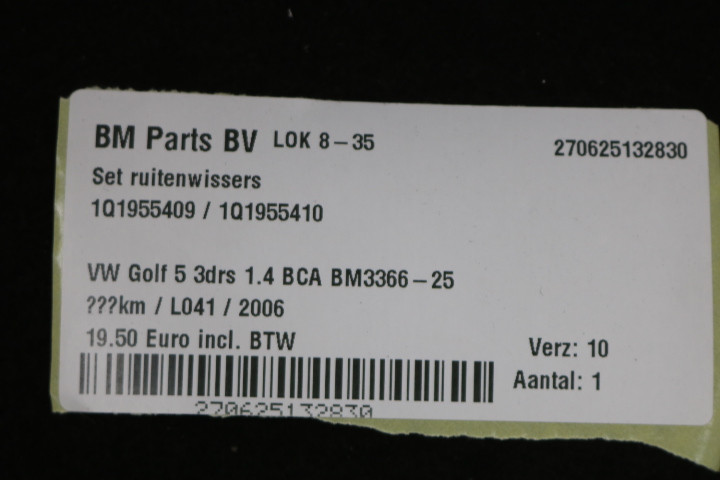 BM Parts BV LOK 8-35 270625132830
Set ruitenwissers
1Q1955409 / 1Q1955410
VW Golf 5 3drs 1.4 BCA BM3366-25
???km / L041 / 2006
19.50 Euro incl. BTW
Verz: 10
Aantal: 1
270625132830